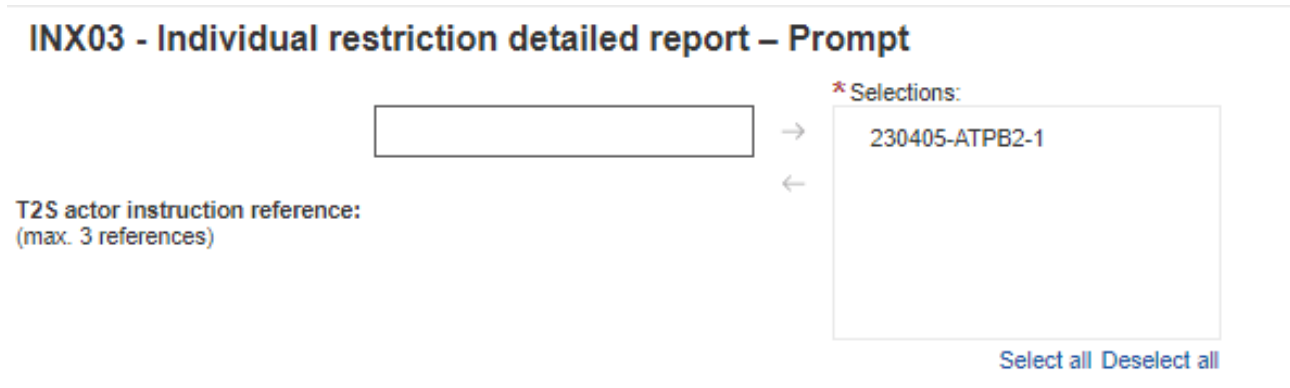 INX03 - Individual restriction detailed report – Prompt
* Selections:
→
230405-ATPB2-1
←
T2S actor instruction reference:
(max. 3 references)
Select all Deselect all